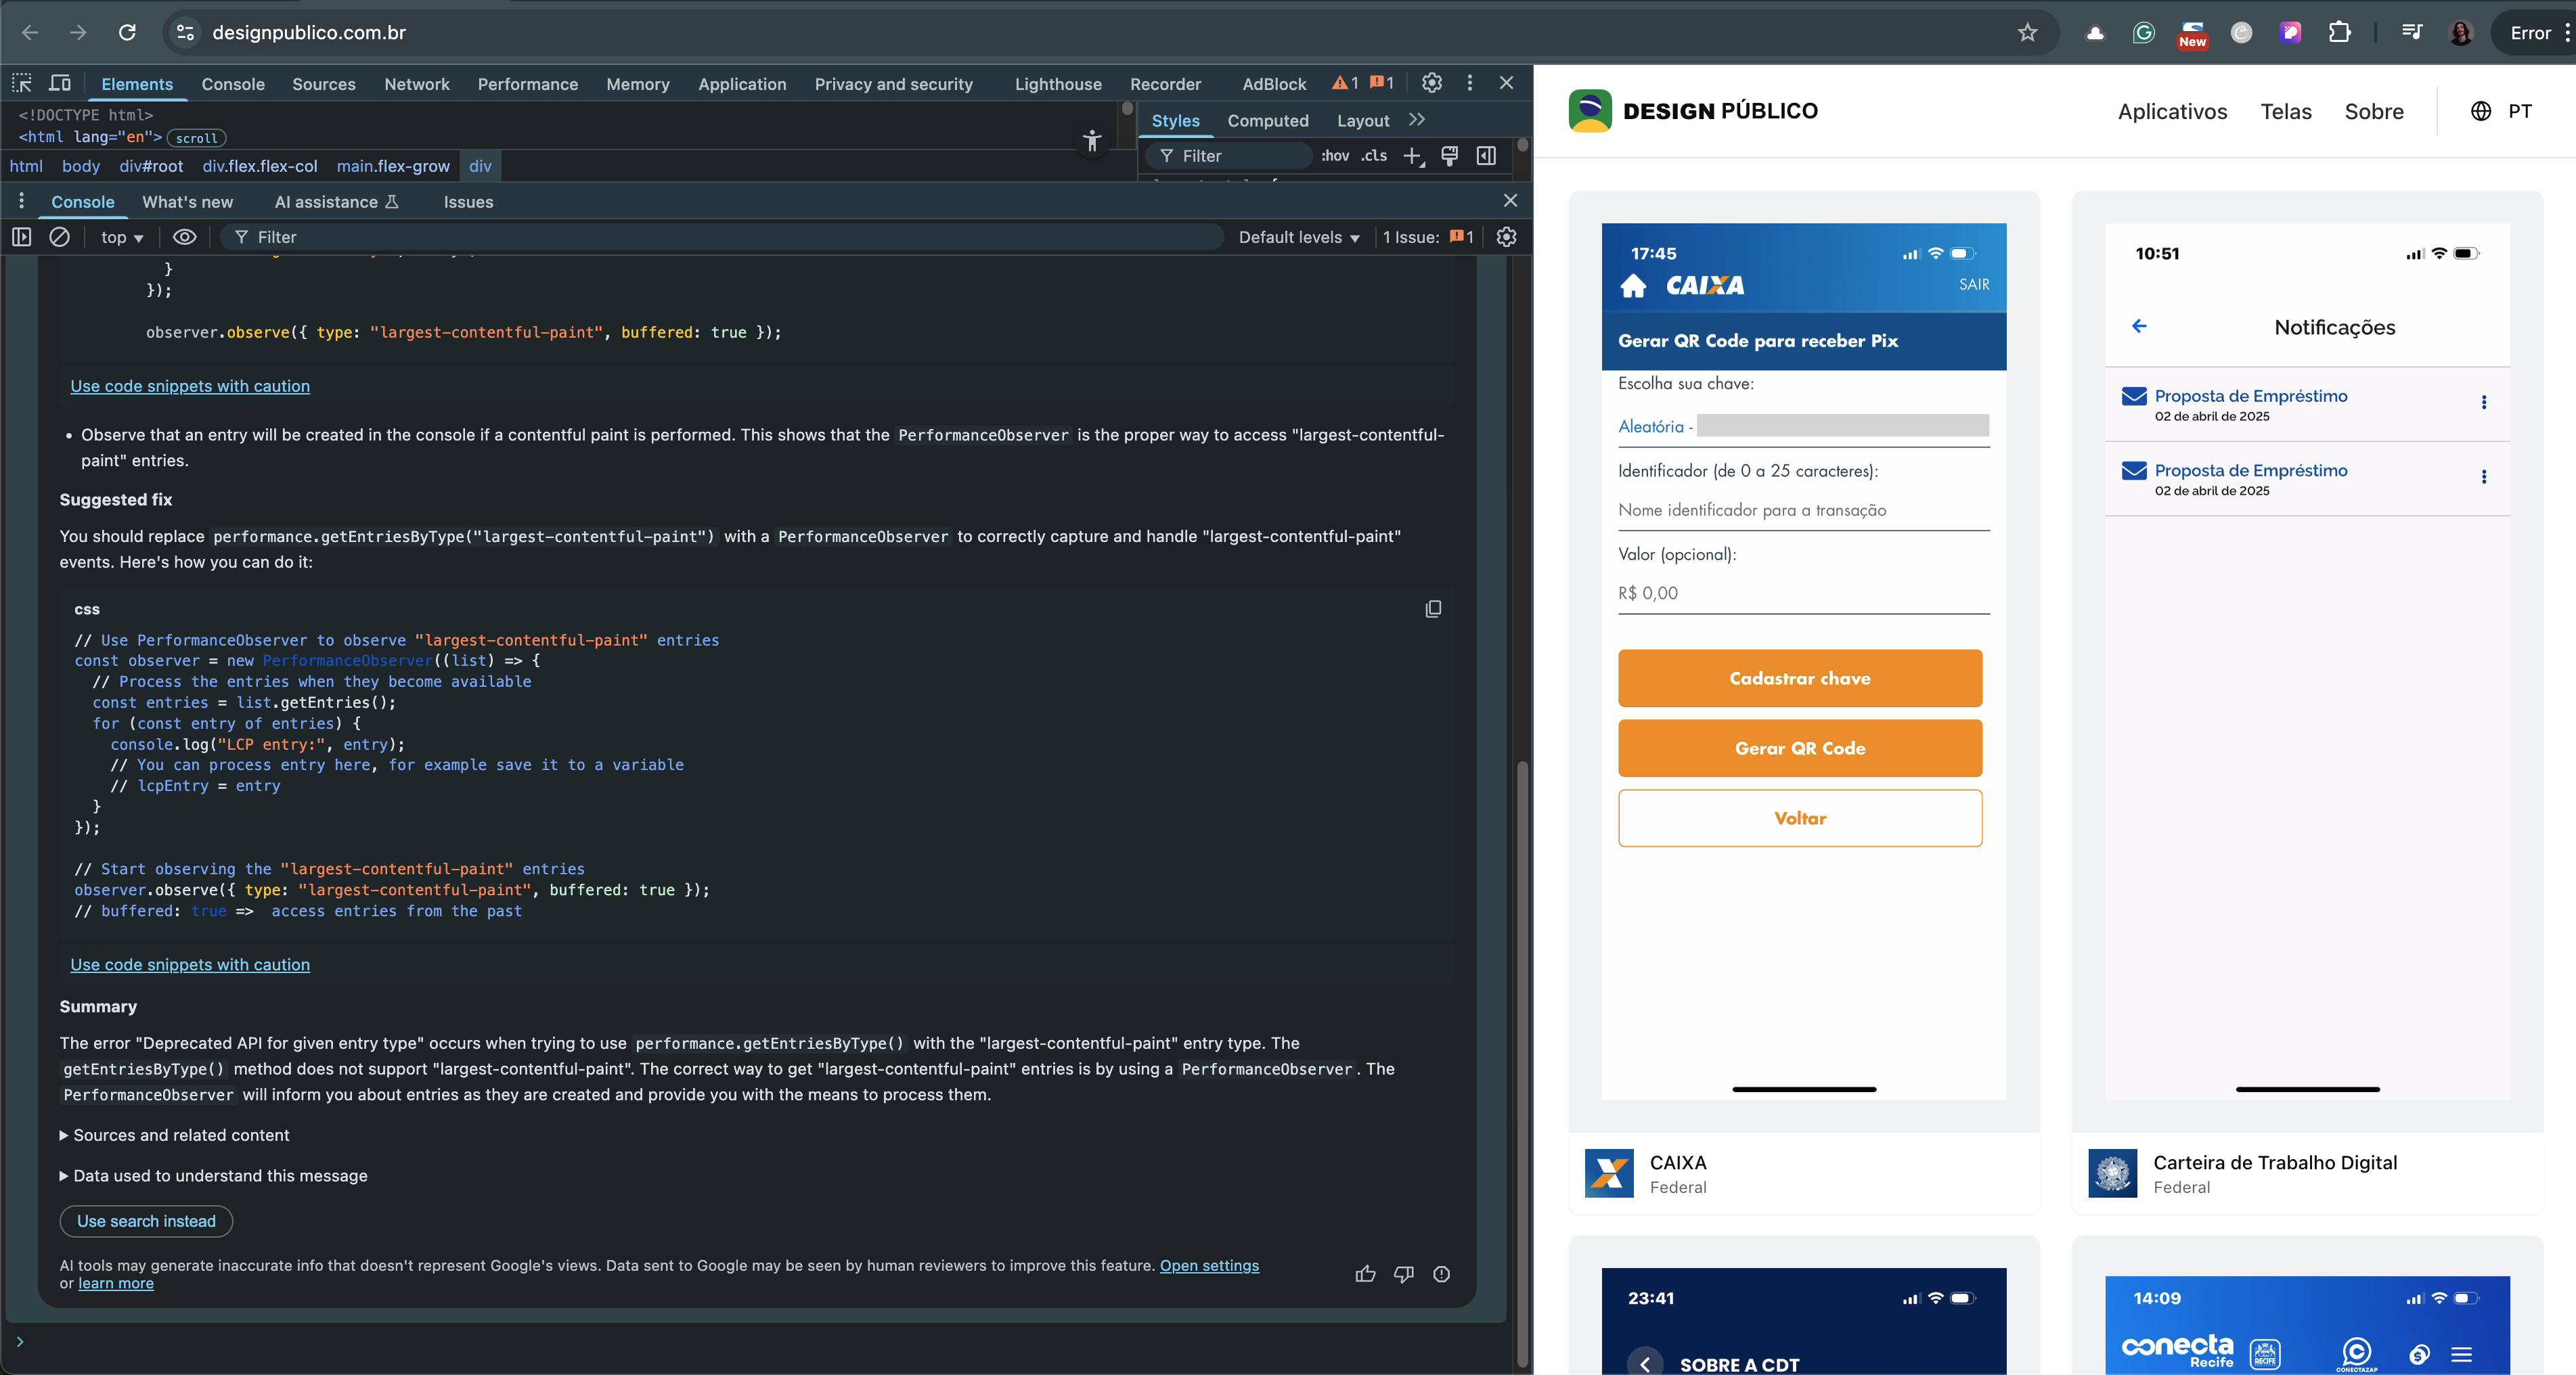 designpublico.com.br
New
Error
Elements
Console
Sources
Network
Performance
Memory
Application
Privacy and security
Lighthouse
Recorder
AdBlock
1
1
<!DOCTYPE html>
<html lang="en"> scroll
html body div#root div.flex.flex-col main.flex-grow div
Styles
Computed
Layout
Filter
:hov .cls
Console
What's new
AI assistance
Issues
top
Filter
Default levels
1 Issue: 1
}
});
observer.observe({ type: "largest-contentful-paint", buffered: true });
Use code snippets with caution
• Observe that an entry will be created in the console if a contentful paint is performed. This shows that the PerformanceObserver is the proper way to access "largest-contentful-
paint" entries.
Suggested fix
You should replace performance.getEntriesByType("largest-contentful-paint") with a PerformanceObserver to correctly capture and handle "largest-contentful-paint"
events. Here's how you can do it:
css
// Use PerformanceObserver to observe "largest-contentful-paint" entries
const observer = new PerformanceObserver((list) => {
// Process the entries when they become available
const entries = list.getEntries();
for (const entry of entries) {
console.log("LCP entry:", entry);
// You can process entry here, for example save it to a variable
// lcpEntry = entry
}
});
// Start observing the "largest-contentful-paint" entries
observer.observe({ type: "largest-contentful-paint", buffered: true });
// buffered: true => access entries from the past
Use code snippets with caution
Summary
The error "Deprecated API for given entry type" occurs when trying to use performance.getEntriesByType() with the "largest-contentful-paint" entry type. The
getEntriesByType() method does not support "largest-contentful-paint". The correct way to get "largest-contentful-paint" entries is by using a PerformanceObserver. The
PerformanceObserver will inform you about entries as they are created and provide you with the means to process them.
Sources and related content
Data used to understand this message
Use search instead
AI tools may generate inaccurate info that doesn't represent Google's views. Data sent to Google may be seen by human reviewers to improve this feature. Open settings
or learn more
DESIGN PÚBLICO
Aplicativos
Telas
Sobre
PT
17:45
CAIXA
SAIR
Gerar QR Code para receber Pix
Escolha sua chave:
Aleatória -
Identificador (de 0 a 25 caracteres):
Nome identificador para a transação
Valor (opcional):
R$ 0,00
Cadastrar chave
Gerar QR Code
Voltar
CAIXA
Federal
10:51
Notificações
Proposta de Empréstimo
02 de abril de 2025
Proposta de Empréstimo
02 de abril de 2025
Carteira de Trabalho Digital
Federal
23:41
SOBRE A CDT
14:09
conecta
Recife
RECIFE
CONECTAZAP